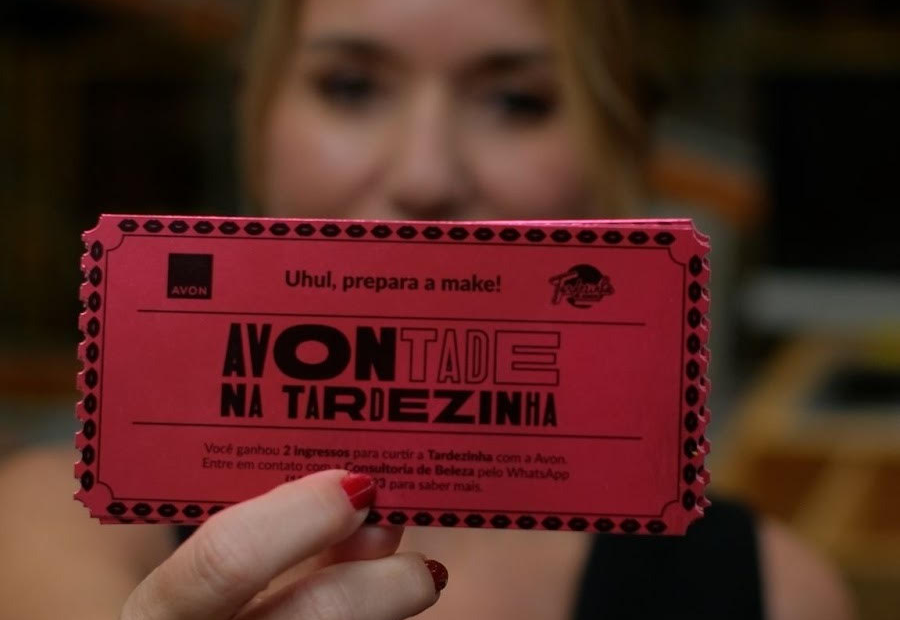 AVON
Uhul, prepara a make!
AVONTADE
NA TARDEZINHA
Você ganhou 2 Ingressos para curtir a Tardezinha com a Avon.
Entre em contato com a Consultoria de Beleza pelo WhatsApp
para saber mais.